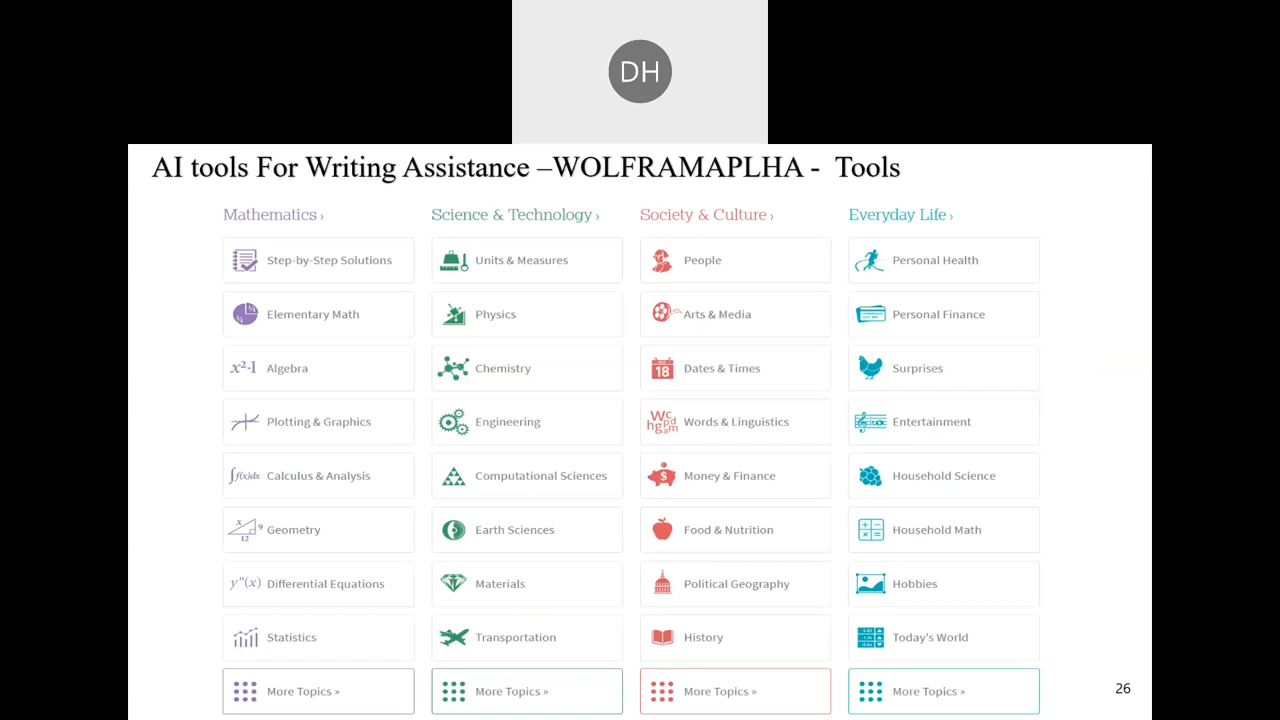 DH
AI tools For Writing Assistance –WOLFRAMAPLHA - Tools
Mathematics ›
Step-by-Step Solutions
Elementary Math
x²-1 Algebra
Plotting & Graphics
∫f(x)dx Calculus & Analysis
x 9 12 Geometry
y″(x) Differential Equations
Statistics
More Topics »
Science & Technology ›
Units & Measures
Physics
Chemistry
Engineering
Computational Sciences
Earth Sciences
Materials
Transportation
More Topics »
Society & Culture ›
People
Arts & Media
18 Dates & Times
Words & Linguistics
$ Money & Finance
Food & Nutrition
Political Geography
History
More Topics »
Everyday Life ›
Personal Health
Personal Finance
Surprises
Entertainment
Household Science
+ − × = Household Math
Hobbies
Today's World
More Topics »
26